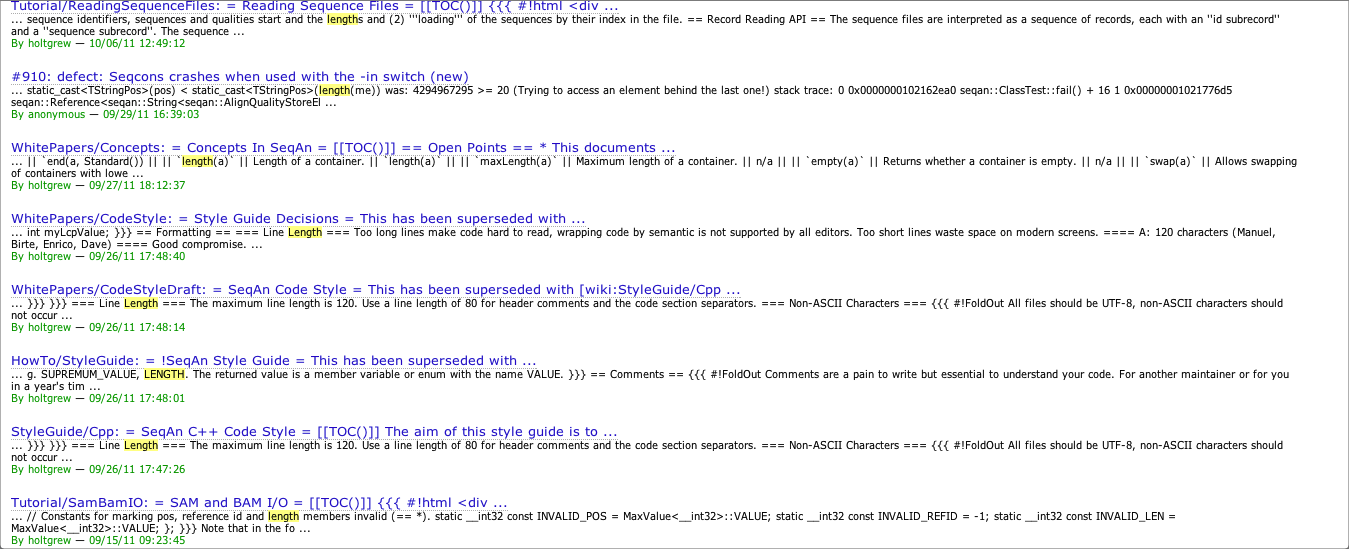 Tutorial/ReadingSequenceFiles: = Reading Sequence Files = [[TOC()]] {{{ #!html <div ...
... sequence identifiers, sequences and qualities start and the lengths and (2) '''loading''' of the sequences by their index in the file. == Record Reading API == The sequence files are interpreted as a sequence of records, each with an ''id subrecord''
and a ''sequence subrecord''. The sequence ...
By holtgrew — 10/06/11 12:49:12
#910: defect: Seqcons crashes when used with the -in switch (new)
... static_cast<TStringPos>(pos) < static_cast<TStringPos>(length(me)) was: 4294967295 >= 20 (Trying to access an element behind the last one!) stack trace: 0 0x0000000102162ea0 seqan::ClassTest::fail() + 16 1 0x00000001021776d5
seqan::Reference<seqan::String<seqan::AlignQualityStoreEl ...
By anonymous — 09/29/11 16:39:03
WhitePapers/Concepts: = Concepts In SeqAn = [[TOC()]] == Open Points == * This documents ...
... || `end(a, Standard()) || || `length(a)` || Length of a container. || `length(a)` || || `maxLength(a)` || Maximum length of a container. || n/a || || `empty(a)` || Returns whether a container is empty. || n/a || || `swap(a)` || Allows swapping
of containers with lowe ...
By holtgrew — 09/27/11 18:12:37
WhitePapers/CodeStyle: = Style Guide Decisions = This has been superseded with ...
... int myLcpValue; }}} == Formatting == === Line Length === Too long lines make code hard to read, wrapping code by semantic is not supported by all editors. Too short lines waste space on modern screens. ==== A: 120 characters (Manuel,
Birte, Enrico, Dave) ==== Good compromise. ...
By holtgrew — 09/26/11 17:48:40
WhitePapers/CodeStyleDraft: = SeqAn Code Style = This has been superseded with [wiki:StyleGuide/Cpp ...
... }}} }}} === Line Length === The maximum line length is 120. Use a line length of 80 for header comments and the code section separators. === Non-ASCII Characters === {{{ #!FoldOut All files should be UTF-8, non-ASCII characters should
not occur ...
By holtgrew — 09/26/11 17:48:14
HowTo/StyleGuide: = !SeqAn Style Guide = This has been superseded with ...
... g. SUPREMUM_VALUE, LENGTH. The returned value is a member variable or enum with the name VALUE. }}} == Comments == {{{ #!FoldOut Comments are a pain to write but essential to understand your code. For another maintainer or for you
in a year's tim ...
By holtgrew — 09/26/11 17:48:01
StyleGuide/Cpp: = SeqAn C++ Code Style = [[TOC()]] The aim of this style guide is to ...
... }}} }}} === Line Length === The maximum line length is 120. Use a line length of 80 for header comments and the code section separators. === Non-ASCII Characters === {{{ #!FoldOut All files should be UTF-8, non-ASCII characters should
not occur ...
By holtgrew — 09/26/11 17:47:26
Tutorial/SamBamIO: = SAM and BAM I/O = [[TOC()]] {{{ #!html <div ...
... // Constants for marking pos, reference id and length members invalid (== *). static __int32 const INVALID_POS = MaxValue<__int32>::VALUE; static __int32 const INVALID_REFID = -1; static __int32 const INVALID_LEN =
MaxValue<__int32>::VALUE; }; }}} Note that in the fo ...
By holtgrew — 09/15/11 09:23:45